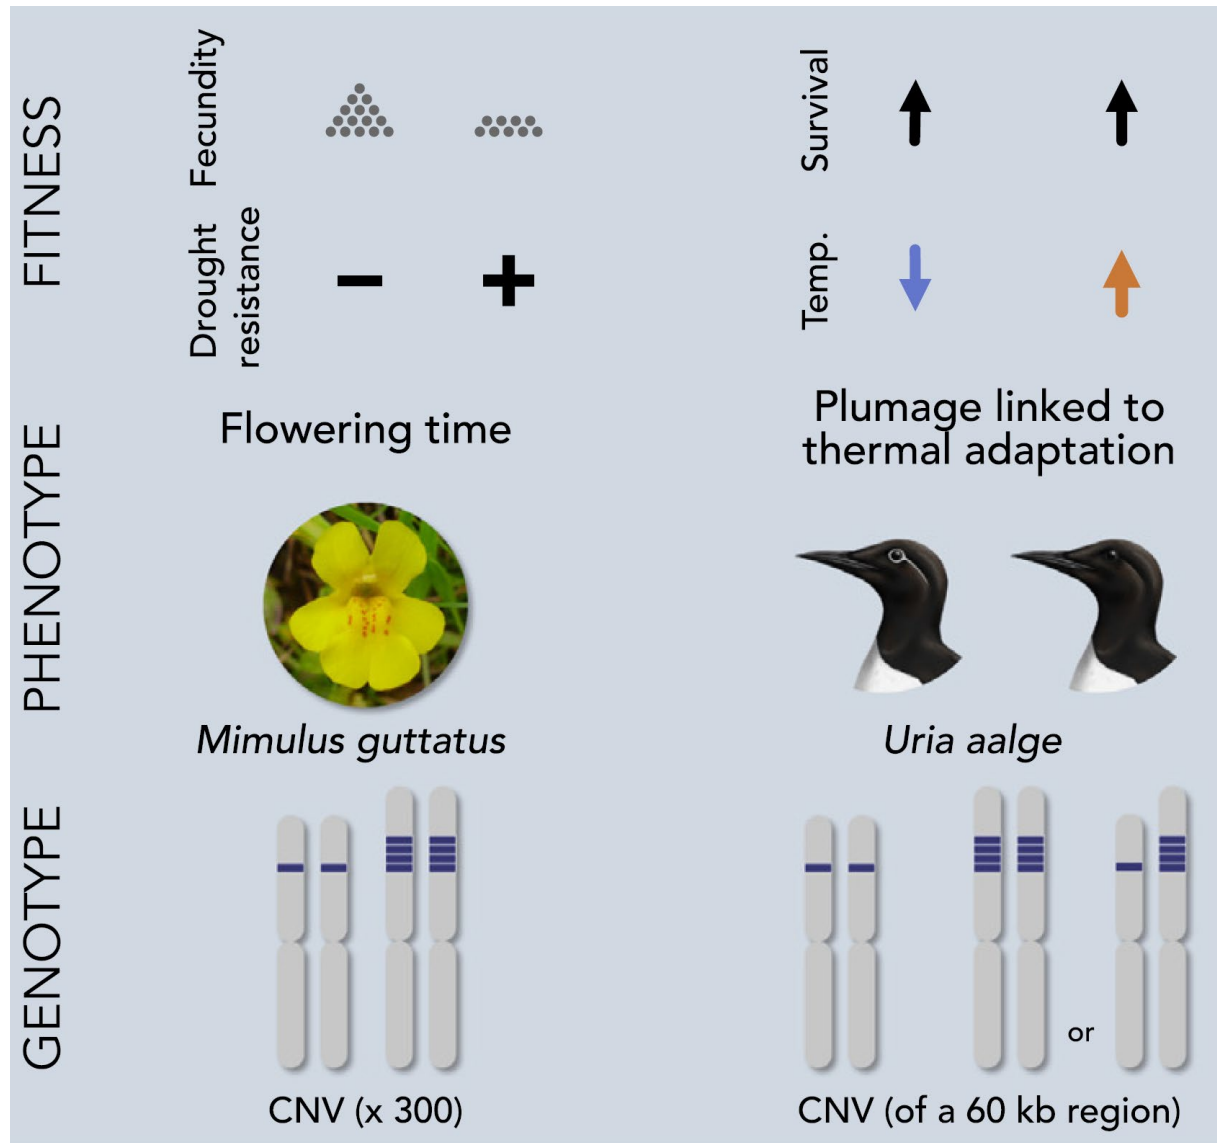 FITNESS
Fecundity
Drought
resistance
Survival
Temp.
PHENOTYPE
Flowering time
Plumage linked to
thermal adaptation
Mimulus guttatus
Uria aalge
GENOTYPE
or
CNV (x 300)
CNV (of a 60 kb region)